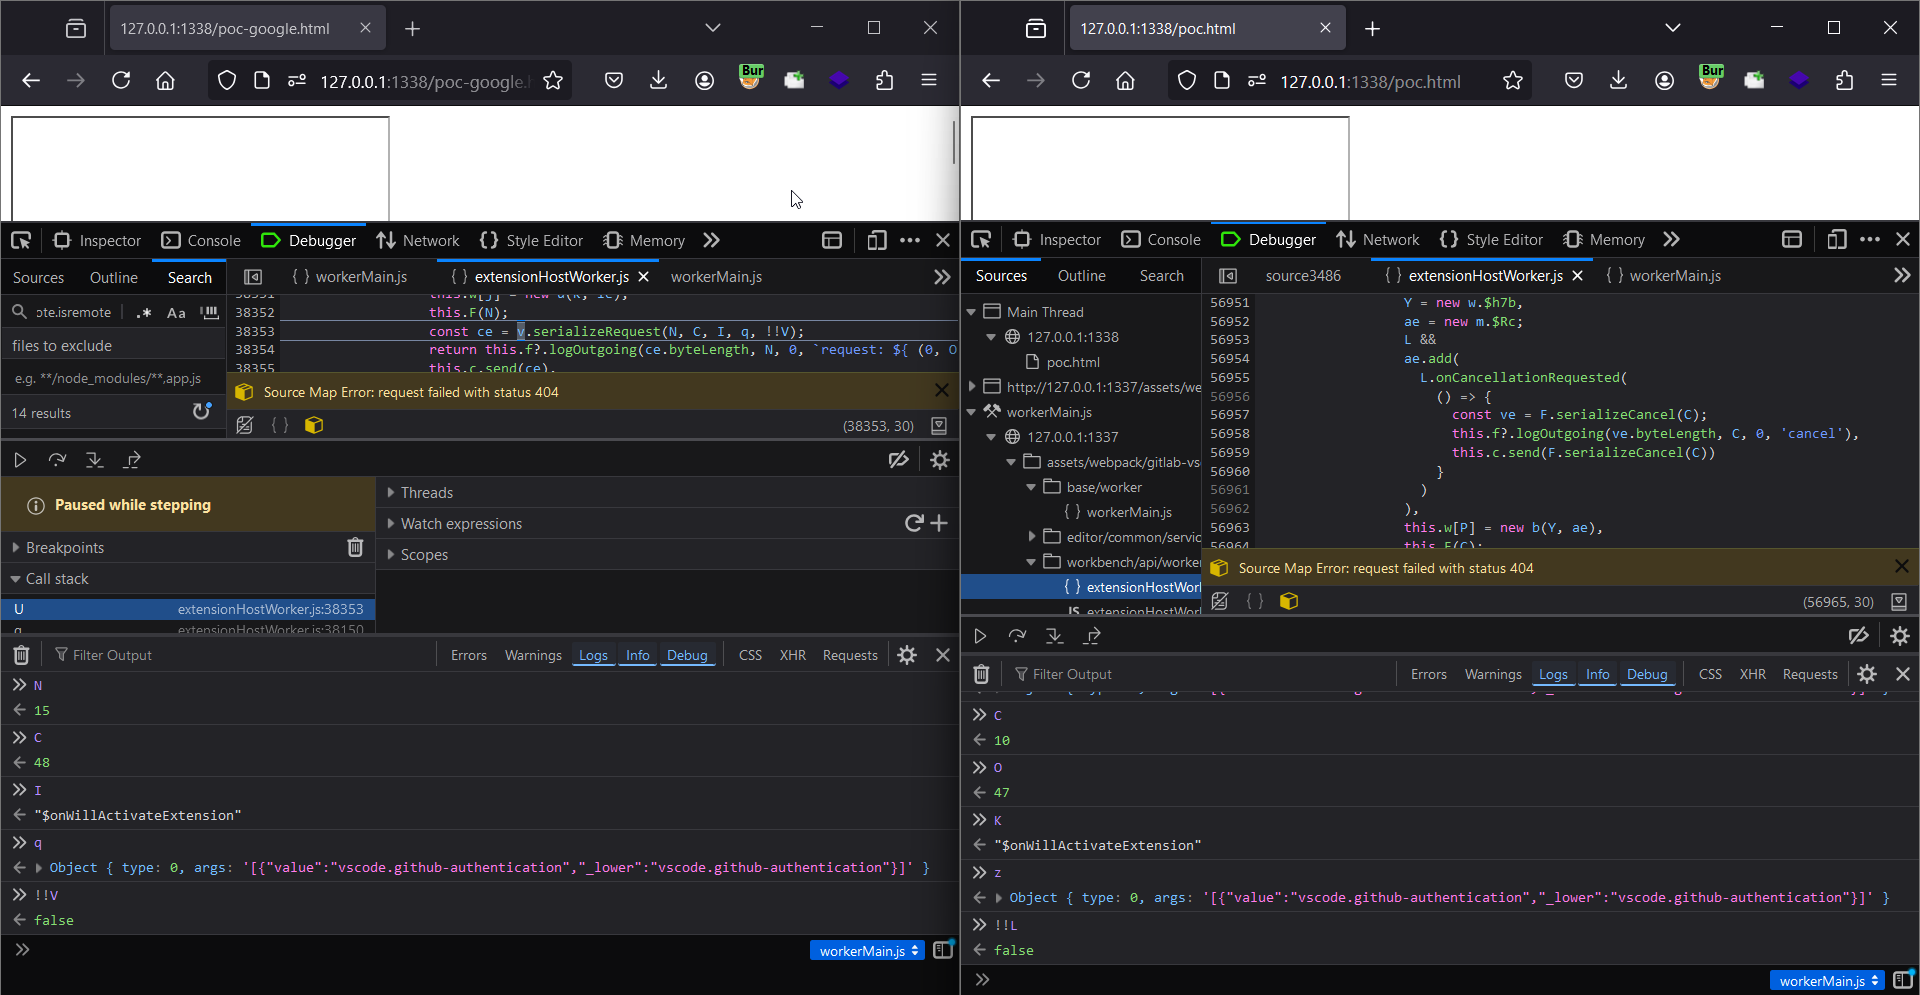 127.0.0.1:1338/poc-google.html
127.0.0.1:1338/poc-google.
Bur
Inspector Console Debugger Network Style Editor Memory
Sources Outline Search
{ } workerMain.js { } extensionHostWorker.js workerMain.js
ote.isremote .* Aa
files to exclude
e.g. **/node_modules/**,app.js
14 results
38351 this.w[j] = new d(k, ie),
38352 this.F(N);
38353 const ce = v.serializeRequest(N, C, I, q, !!V);
38354 return this.f?.logOutgoing(ce.byteLength, N, 0, `request: ${ (0, O
38355 this.c.send(ce),
Source Map Error: request failed with status 404
{ } (38353, 30)
Paused while stepping
Breakpoints
Call stack
U extensionHostWorker.js:38353
q extensionHostWorker.js:38150
Threads
Watch expressions
Scopes
Filter Output Errors Warnings Logs Info Debug CSS XHR Requests
N
15
C
48
I
"$onWillActivateExtension"
q
Object { type: 0, args: '[{"value":"vscode.github-authentication","_lower":"vscode.github-authentication"}]' }
!!V
false
workerMain.js
127.0.0.1:1338/poc.html
127.0.0.1:1338/poc.html
Bur
Inspector Console Debugger Network Style Editor Memory
Sources Outline Search
source3486 { } extensionHostWorker.js { } workerMain.js
Main Thread
127.0.0.1:1338
poc.html
http://127.0.0.1:1337/assets/we
workerMain.js
127.0.0.1:1337
assets/webpack/gitlab-vs
base/worker
{ } workerMain.js
editor/common/servic
workbench/api/worker
{ } extensionHostWorl
JS extensionHostWorl
56951 Y = new w.$h7b,
56952 ae = new m.$Rc;
56953 L &&
56954 ae.add(
56955 L.onCancellationRequested(
56956 () => {
56957 const ve = F.serializeCancel(C);
56958 this.f?.logOutgoing(ve.byteLength, C, 0, 'cancel'),
56959 this.c.send(F.serializeCancel(C))
56960 }
56961 )
56962 ),
56963 this.w[P] = new b(Y, ae),
56964 this.F(C);
Source Map Error: request failed with status 404
{ } (56965, 30)
Filter Output Errors Warnings Logs Info Debug CSS XHR Requests
C
10
O
47
K
"$onWillActivateExtension"
z
Object { type: 0, args: '[{"value":"vscode.github-authentication","_lower":"vscode.github-authentication"}]' }
!!L
false
workerMain.js